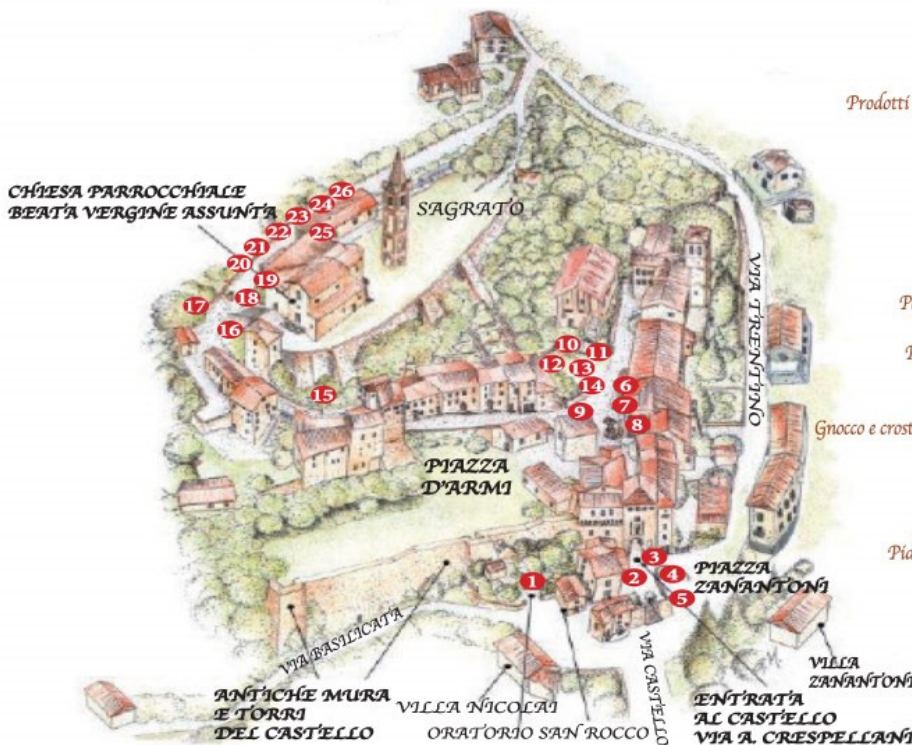 Prodotti
CHIESA PARROCCHIALE
BEATA VERGINE ASSUNTA
SAGRATO
26
24
23
25
22
21
20
19
18
17
16
VIA TRENTINO
10
11
12
13
14
6
15
9
7
8
Gnocco e crost
PIAZZA
D'ARMI
3
PIAZZA
ZANANTONI
1
2
4
5
VIA BASILICATA
VIA CASTELLO
VILLA
ZANANTONI
ANTICHE MURA
E TORRI
DEL CASTELLO
VILLA NICOLAI
ORATORIO SAN ROCCO
ENTRATA
AL CASTELLO
VIA A. CRESPELLANI